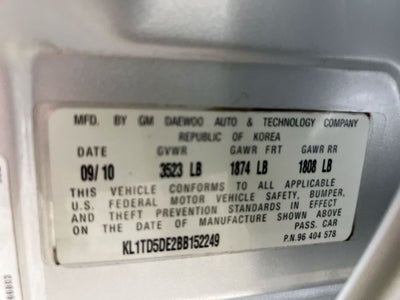 MFD. BY GM DAEWOO AUTO & TECHNOLOGY COMPANY
REPUBLIC OF KOREA
DATE GVWR GAWR FRT GAWR RR
09/10 3523 LB 1874 LB 1808 LB
THIS VEHICLE CONFORMS TO ALL APPLICABLE
FEDERAL MOTOR VEHICLE SAFETY, BUMPER,
AND THEFT PREVENTION STANDARDS IN EFFECT
ON THE DATE OF MANUFACTURE SHOWN ABOVE.
PASS. CAR
KL1TD5DE2BB152249
P.N. 96 404 578